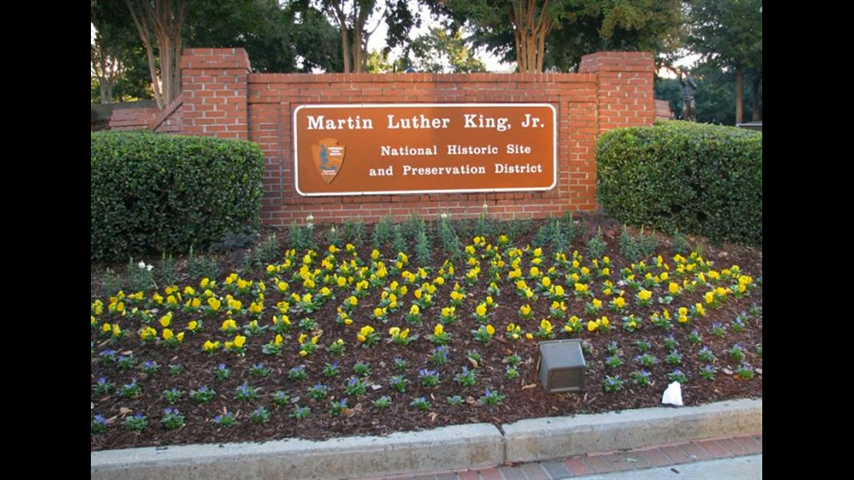 Martin Luther King, Jr.
National Historic Site
and Preservation District